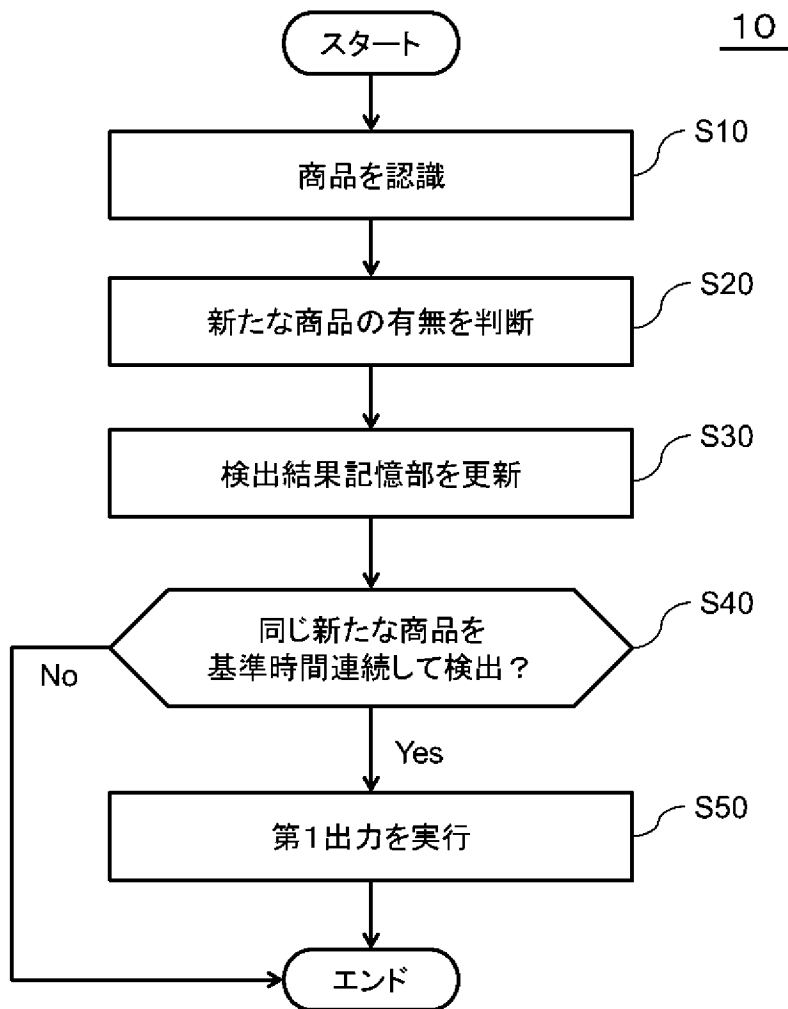 10
スタート
S10
商品を認識
S20
新たな商品の有無を判断
S30
検出結果記憶部を更新
S40
同じ新たな商品を
基準時間連続して検出？
No
Yes
S50
第１出力を実行
エンド